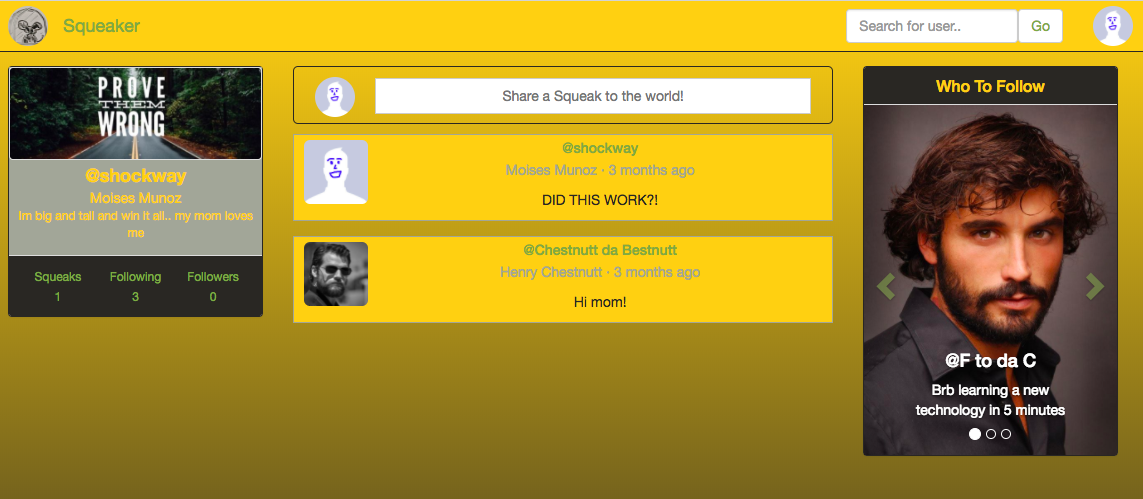 Squeaker
Search for user..
Go
PROVE
THEM
WRONG
@shockway
Moises Munoz
Im big and tall and win it all.. my mom loves
me
Squeaks
Following
Followers
1
3
0
Share a Squeak to the world!
@shockway
Moises Munoz · 3 months ago
DID THIS WORK?!
@Chestnutt da Bestnutt
Henry Chestnutt · 3 months ago
Hi mom!
Who To Follow
@F to da C
Brb learning a new
technology in 5 minutes